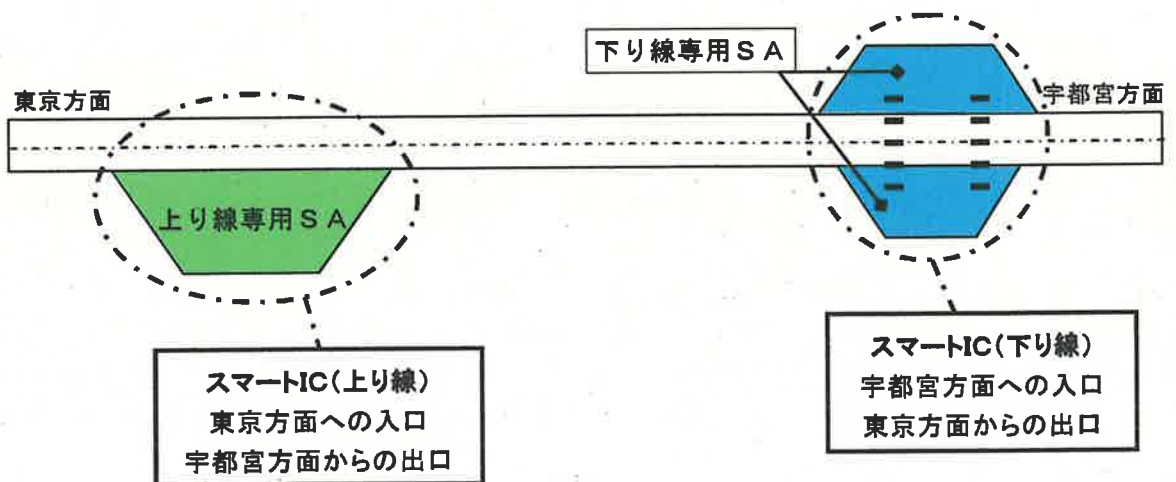 下り線専用SA
東京方面
宇都宮方面
上り線専用SA
スマートIC(上り線)
東京方面への入口
宇都宮方面からの出口
スマートIC(下り線)
宇都宮方面への入口
東京方面からの出口